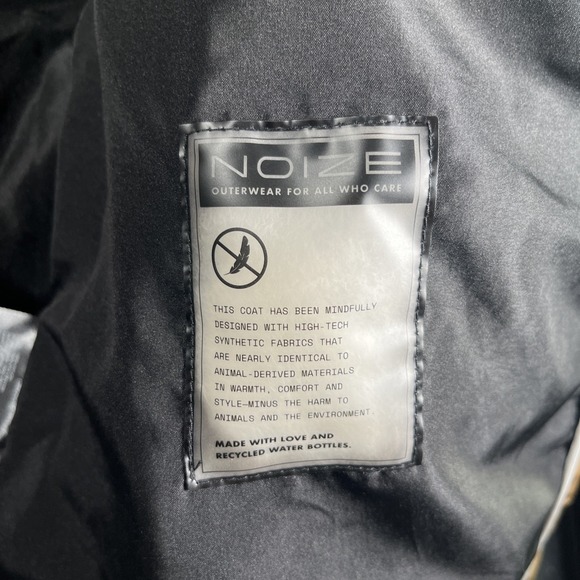 NOIZE
OUTERWEAR FOR ALL WHO CARE
THIS COAT HAS BEEN MINDFULLY
DESIGNED WITH HIGH-TECH
SYNTHETIC FABRICS THAT
ARE NEARLY IDENTICAL TO
ANIMAL-DERIVED MATERIALS
IN WARMTH, COMFORT AND
STYLE—MINUS THE HARM TO
ANIMALS AND THE ENVIRONMENT.
MADE WITH LOVE AND
RECYCLED WATER BOTTLES.